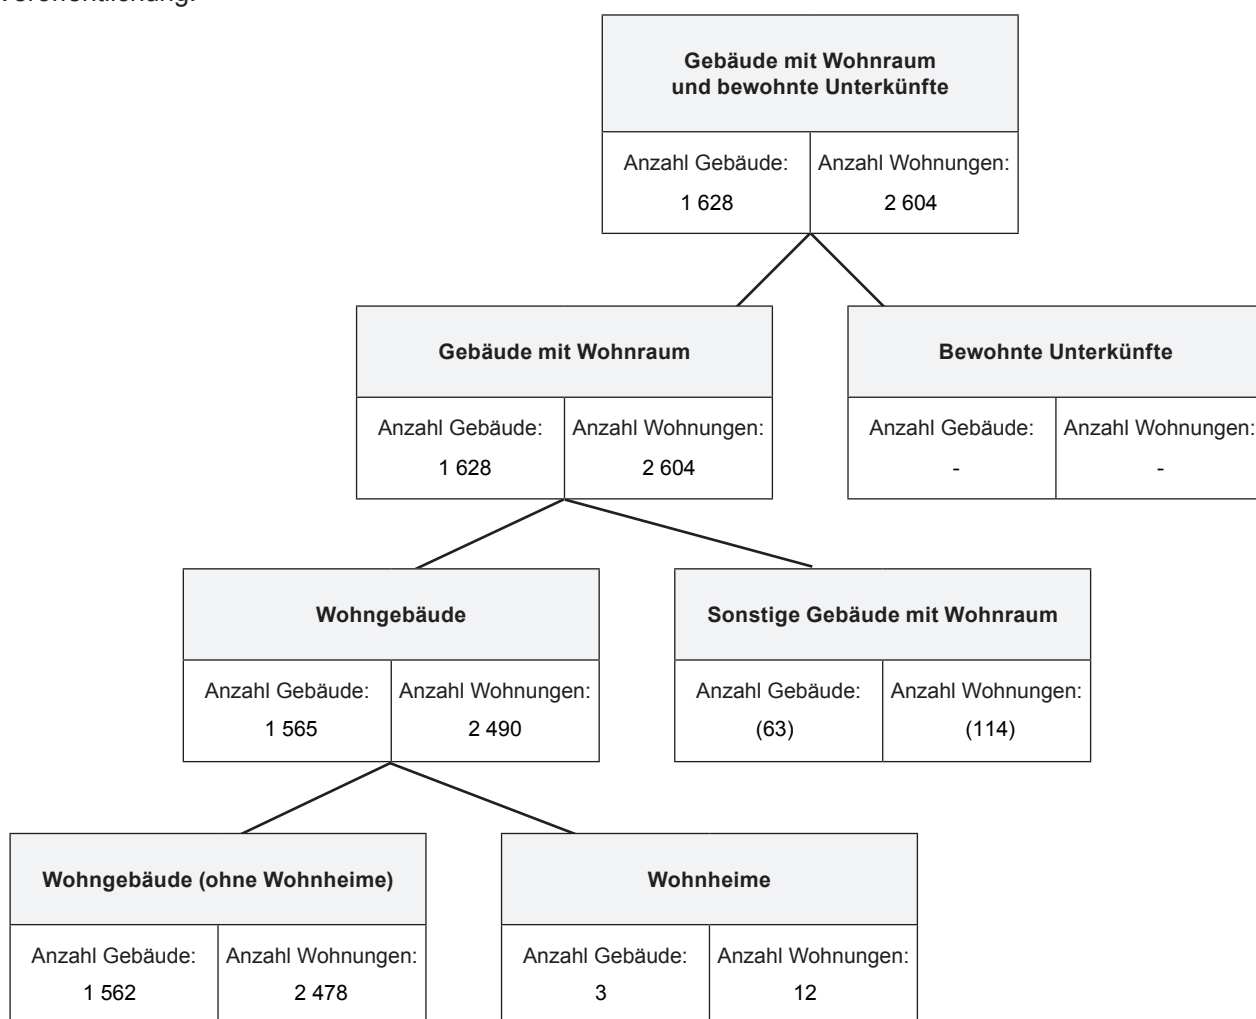 Veröffentlichung.
Gebäude mit Wohnraum
und bewohnte Unterkünfte
Anzahl Gebäude: Anzahl Wohnungen:
1 628 2 604
Gebäude mit Wohnraum Bewohnte Unterkünfte
Anzahl Gebäude: Anzahl Wohnungen: Anzahl Gebäude: Anzahl Wohnungen:
1 628 2 604 - -
Wohngebäude Sonstige Gebäude mit Wohnraum
Anzahl Gebäude: Anzahl Wohnungen: Anzahl Gebäude: Anzahl Wohnungen:
1 565 2 490 (63) (114)
Wohngebäude (ohne Wohnheime) Wohnheime
Anzahl Gebäude: Anzahl Wohnungen: Anzahl Gebäude: Anzahl Wohnungen:
1 562 2 478 3 12